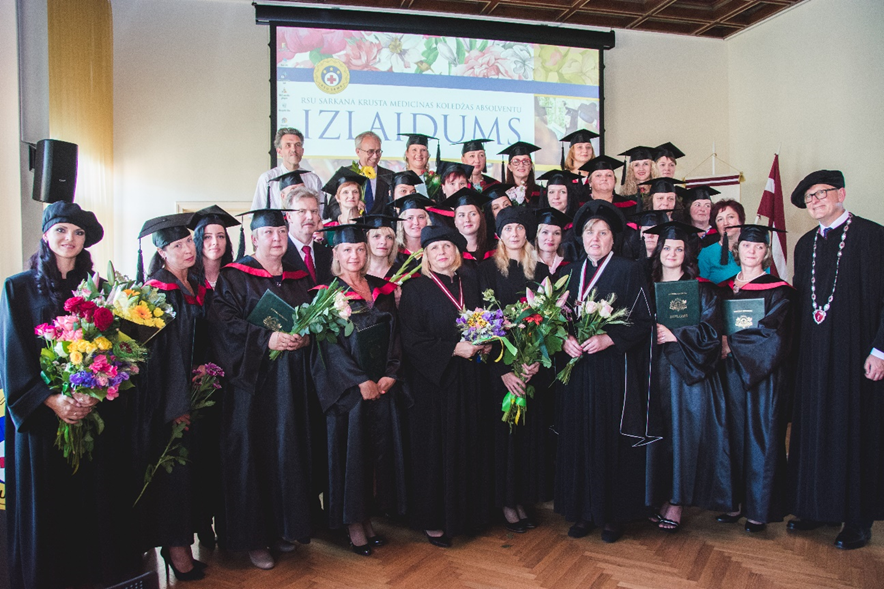 RSU SARKANĀ KRUSTA MEDICĪNAS KOLEDŽAS ABSOLVENTU
IZLAIDUMS